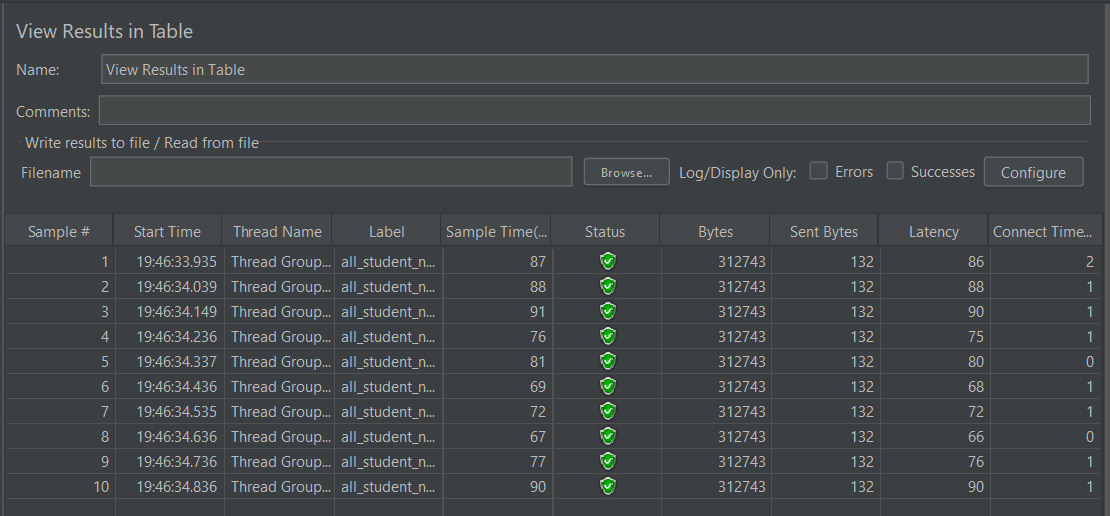 View Results in Table
Name: View Results in Table
Comments:
Write results to file / Read from file
Filename Browse... Log/Display Only: Errors Successes Configure
Sample # Start Time Thread Name Label Sample Time(... Status Bytes Sent Bytes Latency Connect Time...
1 19:46:33.935 Thread Group... all_student_n... 87 312743 132 86 2
2 19:46:34.039 Thread Group... all_student_n... 88 312743 132 88 1
3 19:46:34.149 Thread Group... all_student_n... 91 312743 132 90 1
4 19:46:34.236 Thread Group... all_student_n... 76 312743 132 75 1
5 19:46:34.337 Thread Group... all_student_n... 81 312743 132 80 0
6 19:46:34.436 Thread Group... all_student_n... 69 312743 132 68 1
7 19:46:34.535 Thread Group... all_student_n... 72 312743 132 72 1
8 19:46:34.636 Thread Group... all_student_n... 67 312743 132 66 0
9 19:46:34.736 Thread Group... all_student_n... 77 312743 132 76 1
10 19:46:34.836 Thread Group... all_student_n... 90 312743 132 90 1